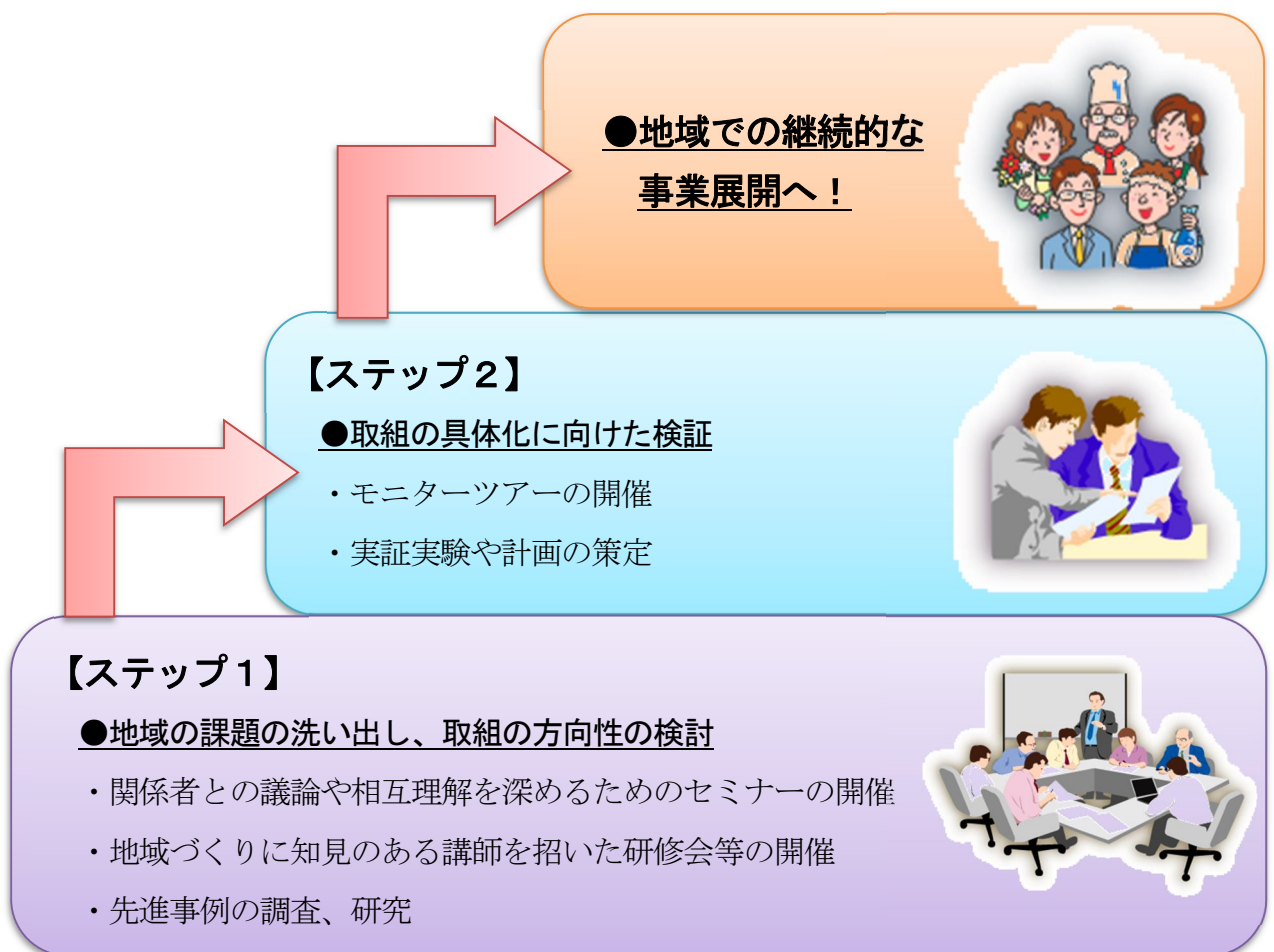 ●地域での継続的な
事業展開へ！
【ステップ２】
●取組の具体化に向けた検証
・モニターツアーの開催
・実証実験や計画の策定
【ステップ１】
●地域の課題の洗い出し、取組の方向性の検討
・関係者との議論や相互理解を深めるためのセミナーの開催
・地域づくりに知見のある講師を招いた研修会等の開催
・先進事例の調査、研究